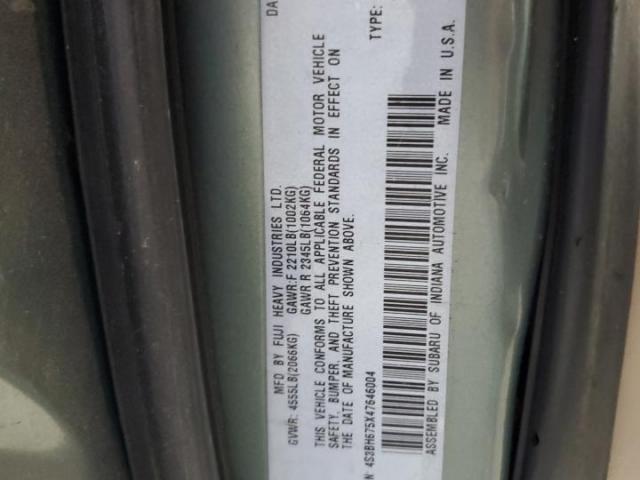 DA
MFD BY FUJI HEAVY INDUSTRIES LTD.
GVWR: 4555LB(2066KG) GAWR:F 2210LB(1002KG)
GAWR R 2345LB(1064KG)
THIS VEHICLE CONFORMS TO ALL APPLICABLE FEDERAL MOTOR VEHICLE
SAFETY, BUMPER, AND THEFT PREVENTION STANDARDS IN EFFECT ON
THE DATE OF MANUFACTURE SHOWN ABOVE.
N 4S3BH675X47646004 TYPE:
ASSEMBLED BY SUBARU OF INDIANA AUTOMOTIVE INC. MADE IN U.S.A.